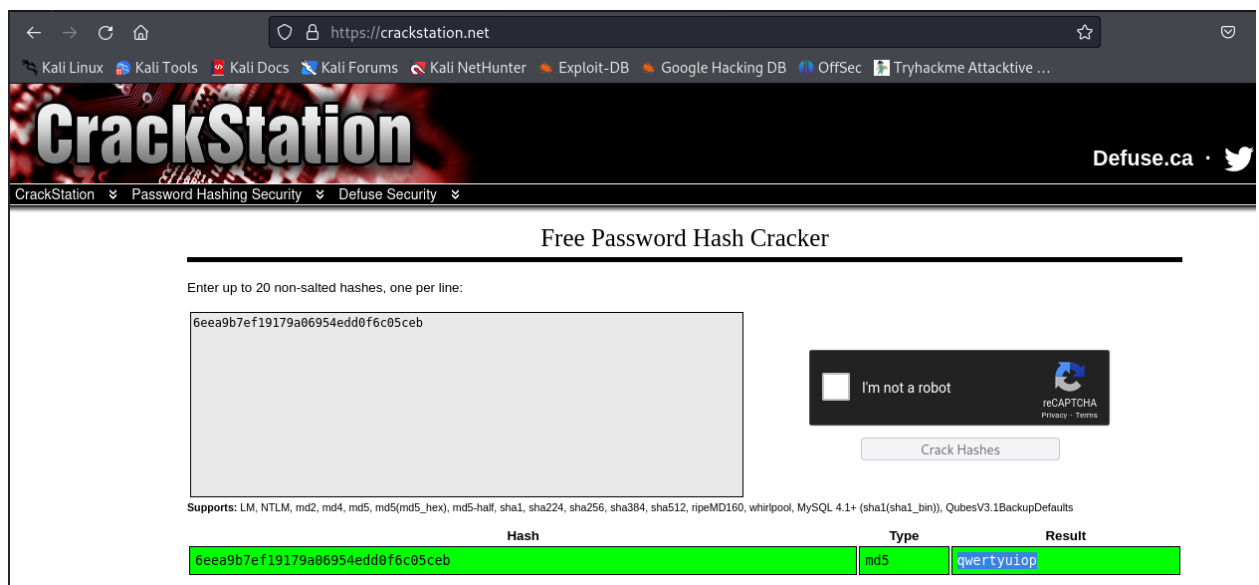 https://crackstation.net
Kali Linux Kali Tools Kali Docs Kali Forums Kali NetHunter Exploit-DB Google Hacking DB OffSec Tryhackme Attacktive ...
CrackStation
Defuse.ca ·
CrackStation Password Hashing Security Defuse Security
Free Password Hash Cracker
Enter up to 20 non-salted hashes, one per line:
6eea9b7ef19179a06954edd0f6c05ceb
I'm not a robot
reCAPTCHA
Privacy - Terms
Crack Hashes
Supports: LM, NTLM, md2, md4, md5, md5(md5_hex), md5-half, sha1, sha224, sha256, sha384, sha512, ripeMD160, whirlpool, MySQL 4.1+ (sha1(sha1_bin)), QubesV3.1BackupDefaults
Hash Type Result
6eea9b7ef19179a06954edd0f6c05ceb md5 qwertyuiop